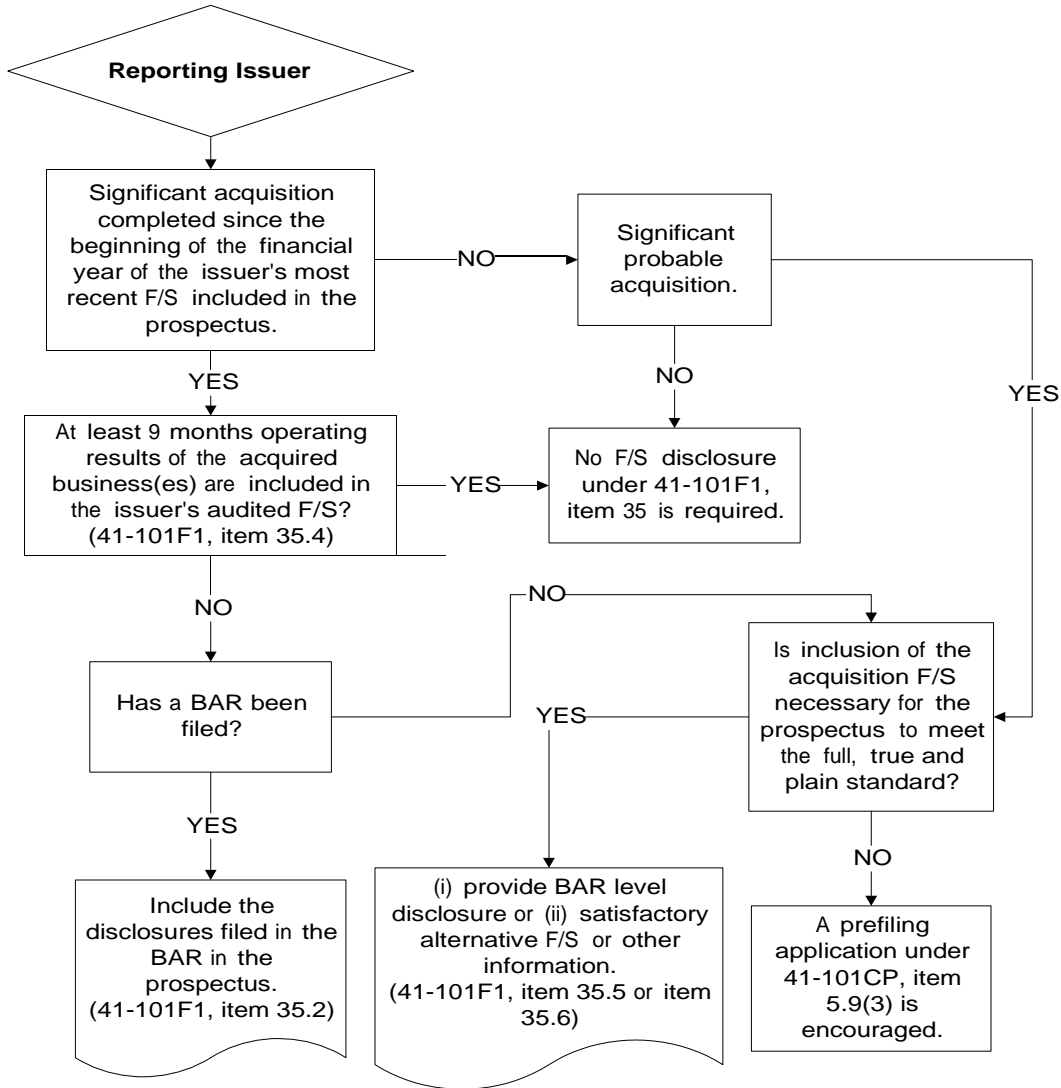 Reporting Issuer
Significant acquisition
completed since the
beginning of the financial
year of the issuer's most
recent F/S included in the
prospectus.
NO
Significant
probable
acquisition.
YES
NO
YES
At least 9 months operating
results of the acquired
business(es) are included in
the issuer's audited F/S?
(41-101F1, item 35.4)
YES
No F/S disclosure
under 41-101F1,
item 35 is required.
NO
NO
Has a BAR been
filed?
Is inclusion of the
acquisition F/S
necessary for the
prospectus to meet
the full, true and
plain standard?
YES
YES
NO
Include the
disclosures filed in the
BAR in the
prospectus.
(41-101F1, item 35.2)
(i) provide BAR level
disclosure or (ii) satisfactory
alternative F/S or other
information.
(41-101F1, item 35.5 or item
35.6)
A prefiling
application under
41-101CP, item
5.9(3) is
encouraged.